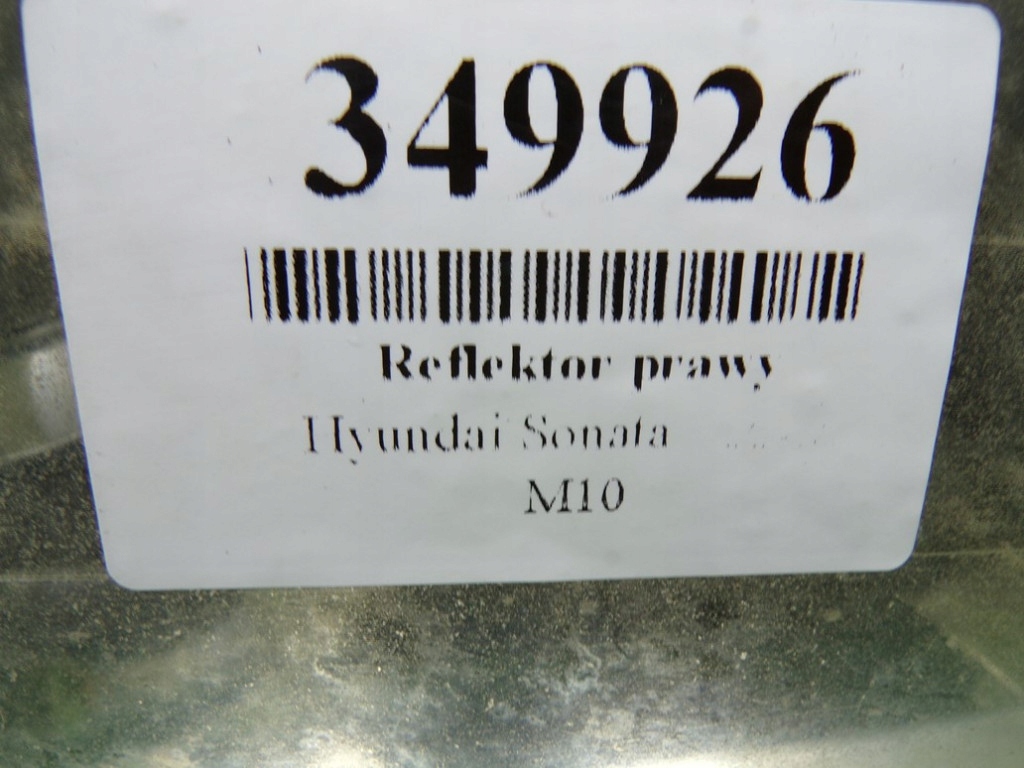 349926
Reflektor prawy
Hyundai Sonata
M10